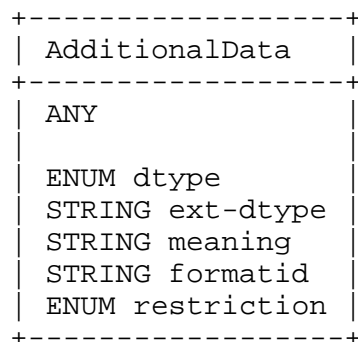 +------------------+
| AdditionalData   |
+------------------+
| ANY              |
|                  |
| ENUM dtype       |
| STRING ext-dtype |
| STRING meaning   |
| STRING formatid  |
| ENUM restriction |
+------------------+